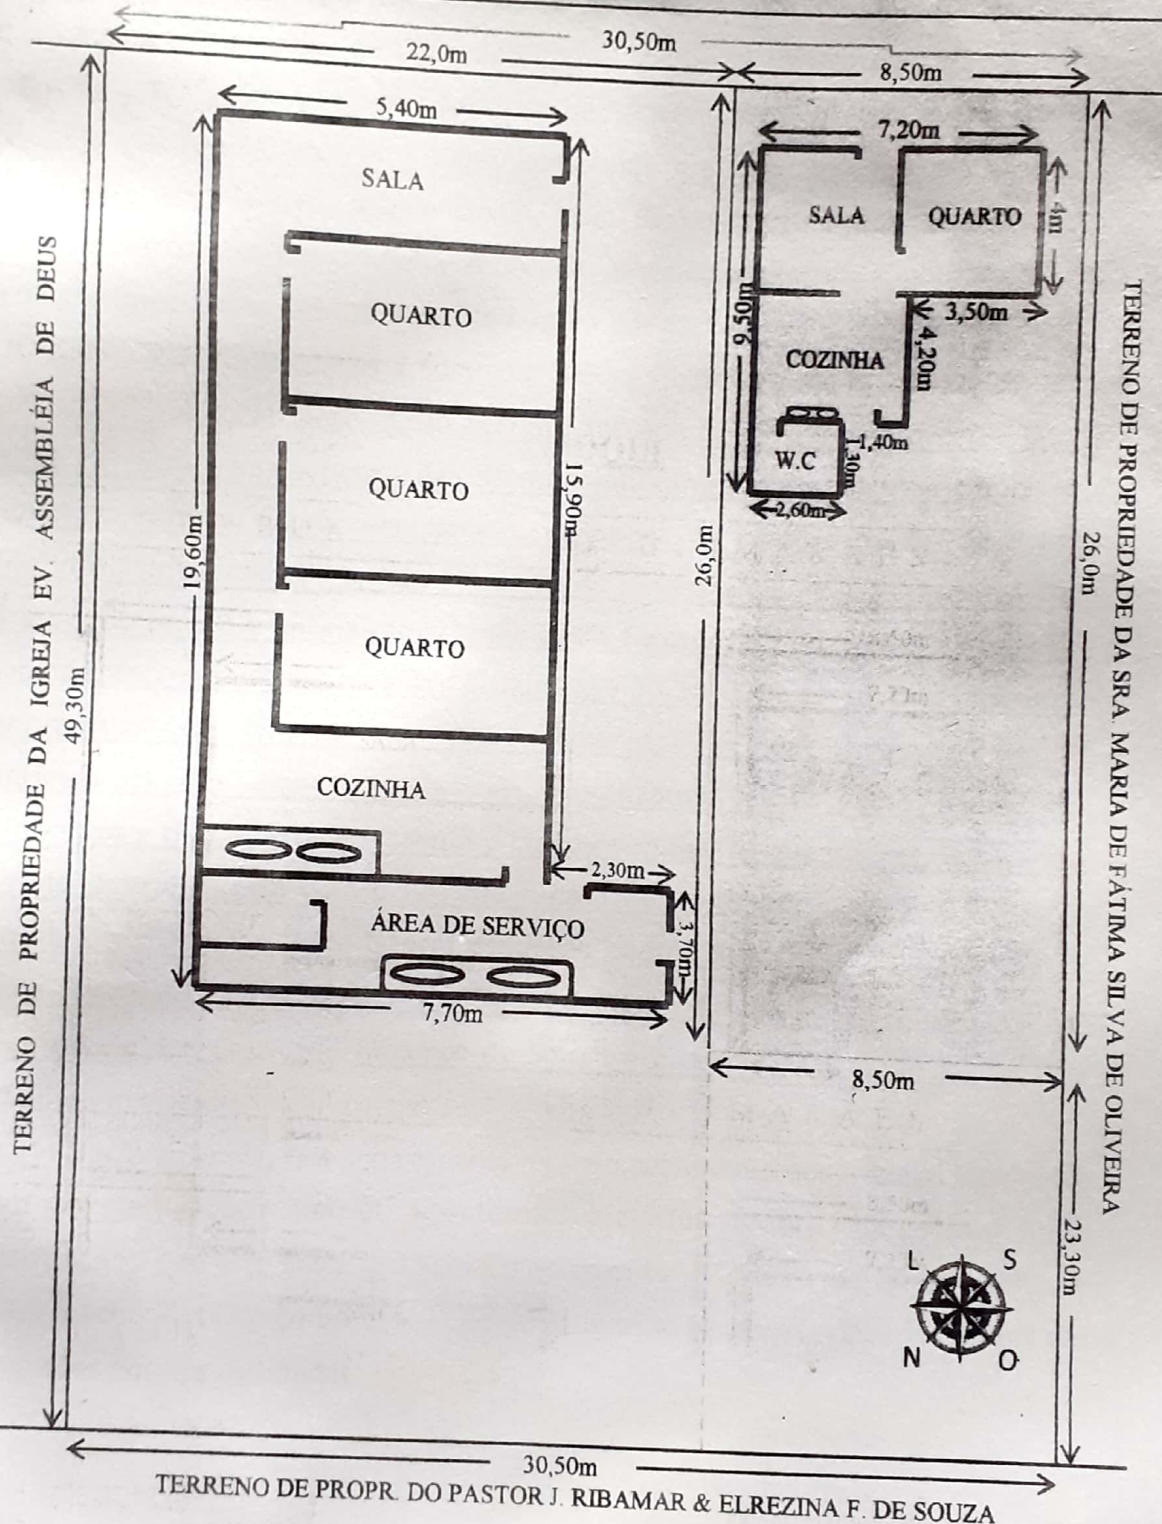 30,50m
22,0m
8,50m
5,40m
7,20m
SALA
SALA
QUARTO
4m
9,50m
3,50m
QUARTO
4,20m
COZINHA
1,40m
W.C
1,30m
2,60m
QUARTO
15,90m
19,60m
26,0m
26,0m
QUARTO
49,30m
COZINHA
2,30m
ÁREA DE SERVIÇO
3,70m
7,70m
8,50m
23,30m
L S
N O
30,50m
TERRENO DE PROPRIEDADE DA IGREJA EV. ASSEMBLÉIA DE DEUS
TERRENO DE PROPRIEDADE DA SRA. MARIA DE FÁTIMA SILVA DE OLIVEIRA
TERRENO DE PROPR. DO PASTOR J. RIBAMAR & ELREZINA F. DE SOUZA